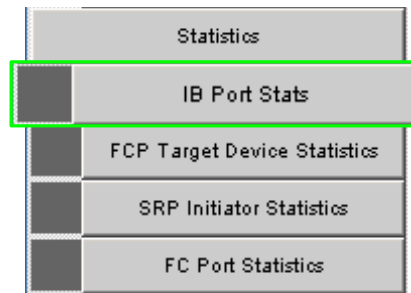 Statistics
IB Port Stats
FCP Target Device Statistics
SRP Initiator Statistics
FC Port Statistics